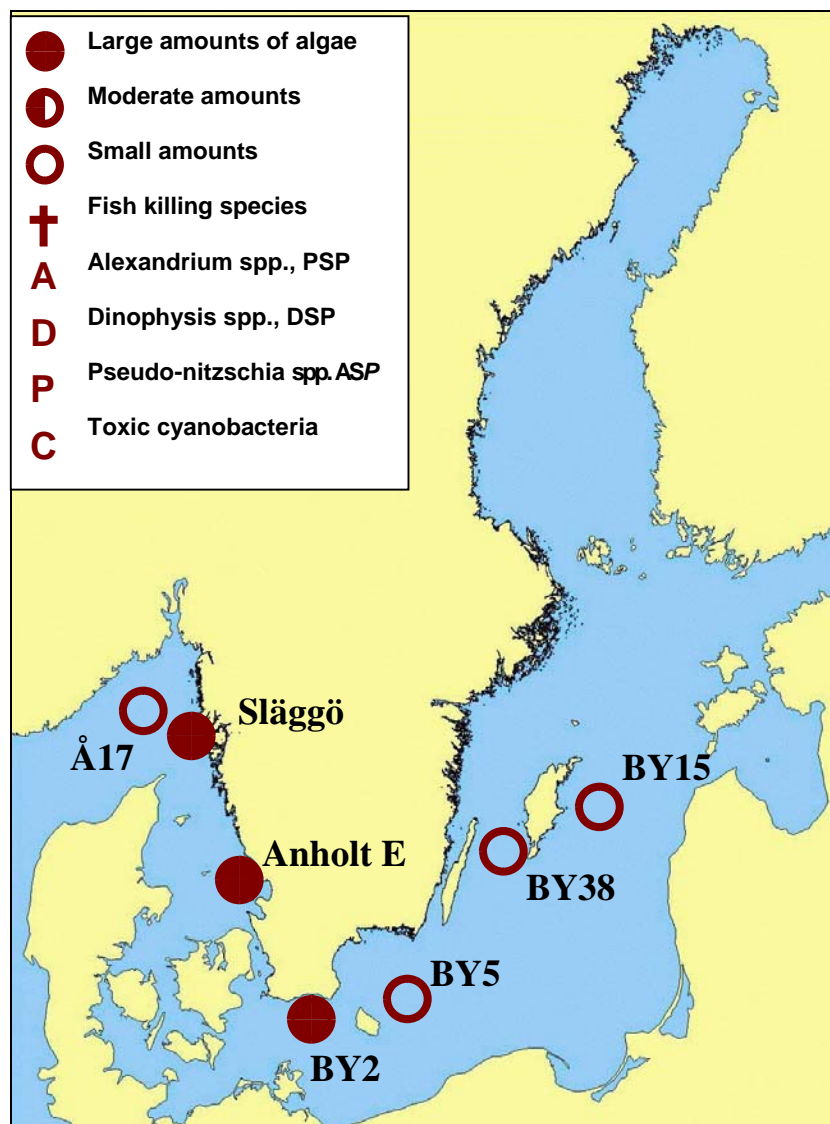 Large amounts of algae
Moderate amounts
Small amounts
Fish killing species
A Alexandrium spp., PSP
D Dinophysis spp., DSP
P Pseudo-nitzschia spp. ASP
C Toxic cyanobacteria
Släggö
Å17
BY15
Anholt E
BY38
BY5
BY2